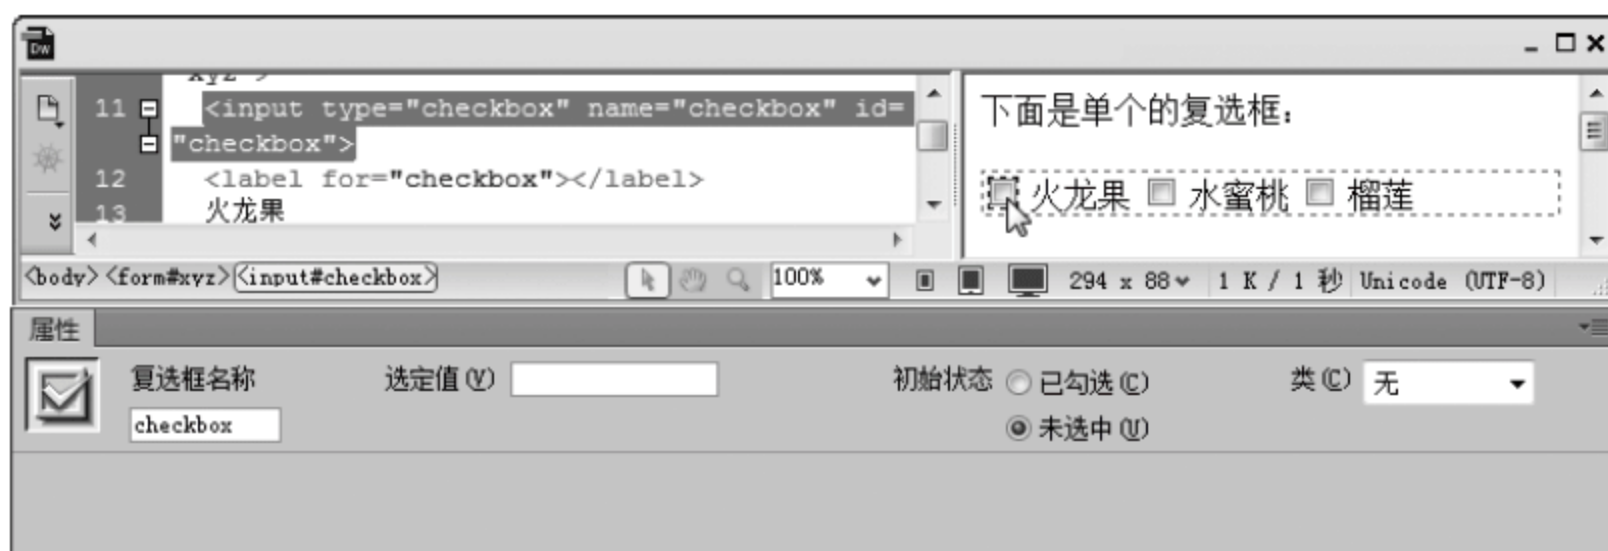 Dw
xyz">
11 <input type="checkbox" name="checkbox" id=
"checkbox">
12 <label for="checkbox"></label>
13 火龙果
下面是单个的复选框：
火龙果 水蜜桃 榴莲
<body> <form#xyz> <input#checkbox> 100% 294 x 88 1 K / 1 秒 Unicode (UTF-8)
属性
复选框名称 选定值(V) 初始状态 已勾选(C) 类(C) 无
checkbox 未选中(U)